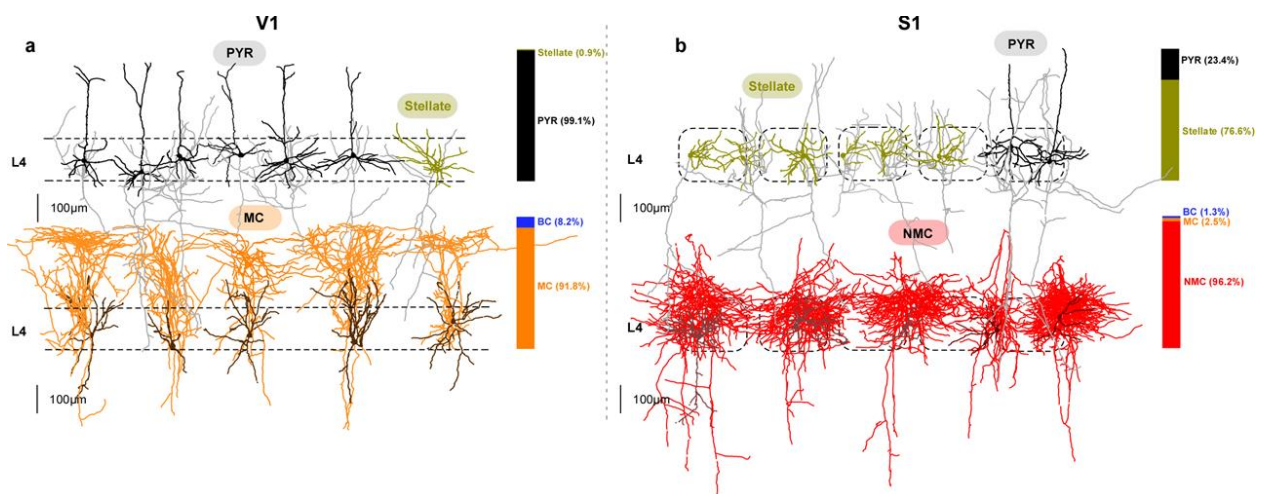 V1
a
PYR
Stellate
Stellate (0.9%)
PYR (99.1%)
L4
100μm
MC
BC (8.2%)
MC (91.8%)
L4
100μm
S1
b
PYR
Stellate
PYR (23.4%)
Stellate (76.6%)
L4
100μm
NMC
BC (1.3%)
MC (2.5%)
NMC (96.2%)
L4
100μm